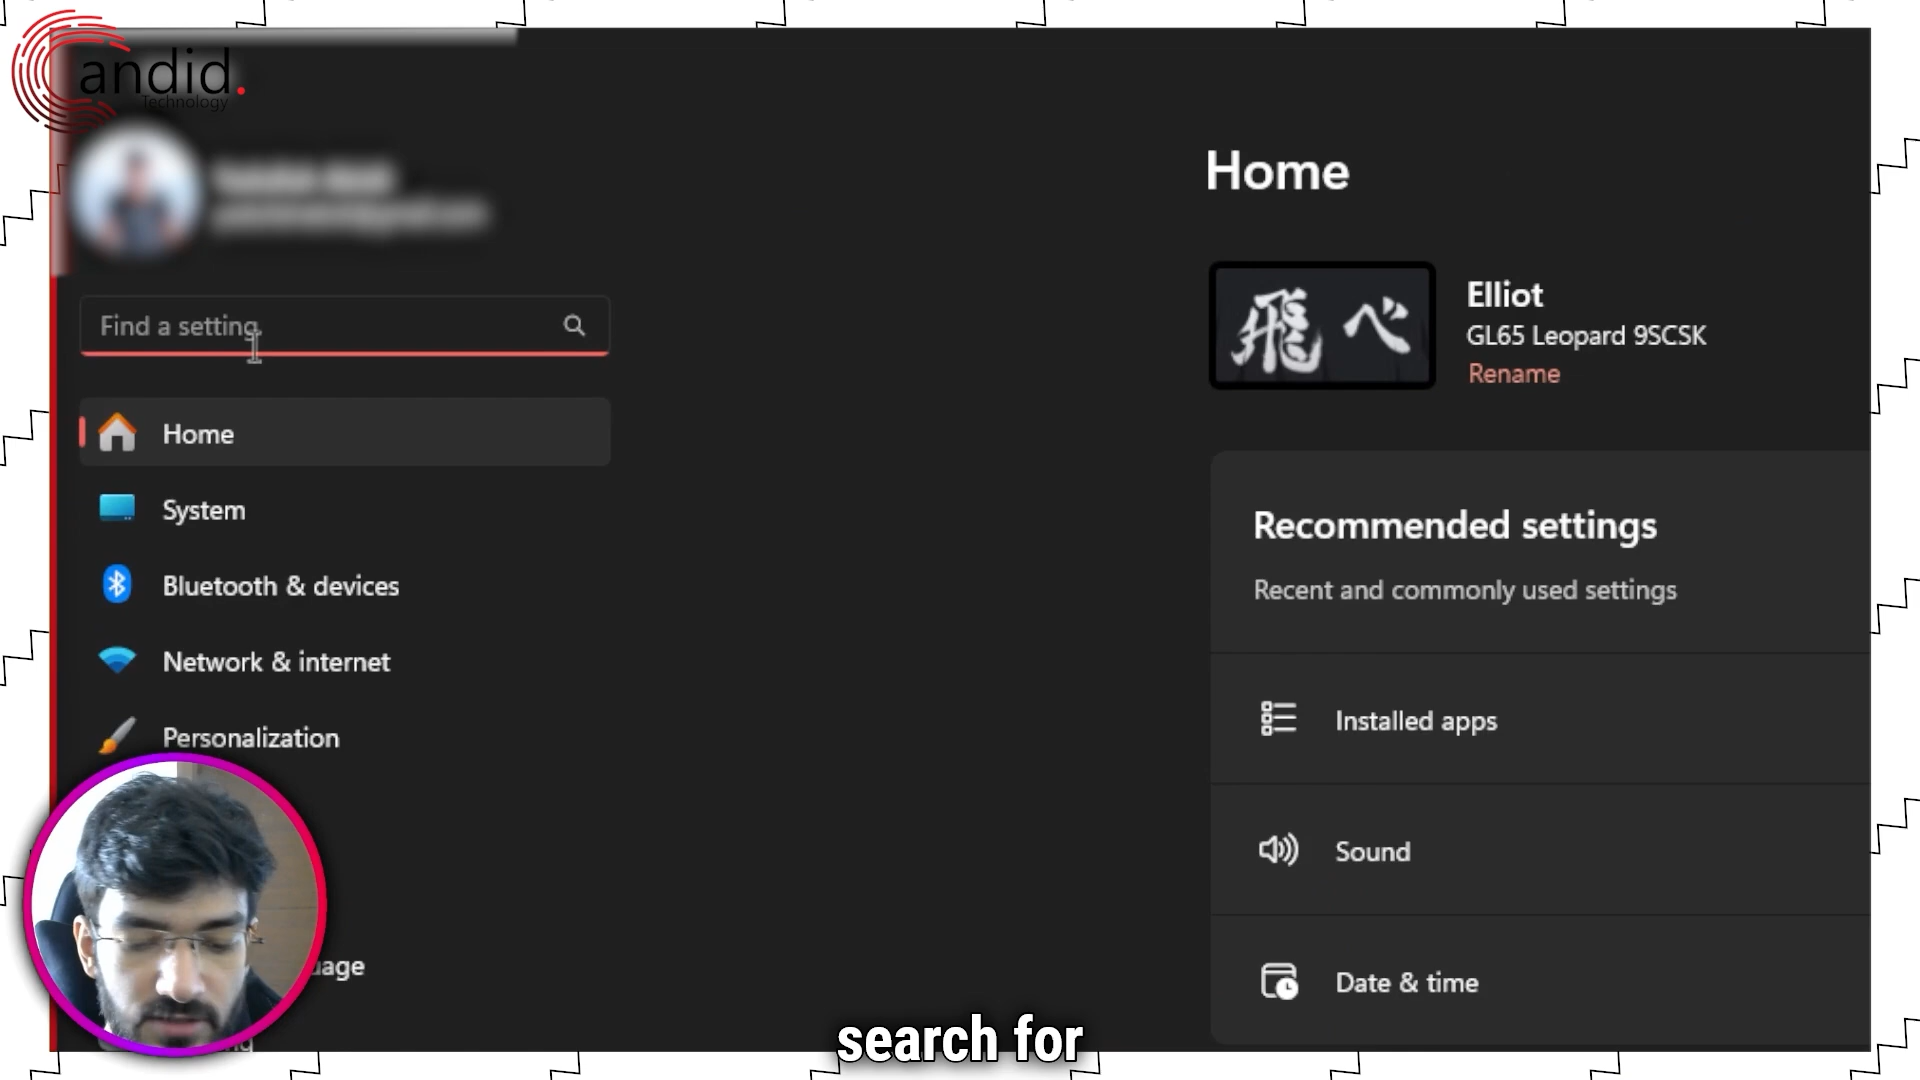 andid.
Technology
Find a setting
Home
System
Bluetooth & devices
Network & internet
Personalization
uage
Home
飛 べ
Elliot
GL65 Leopard 9SCSK
Rename
Recommended settings
Recent and commonly used settings
Installed apps
Sound
Date & time
search for